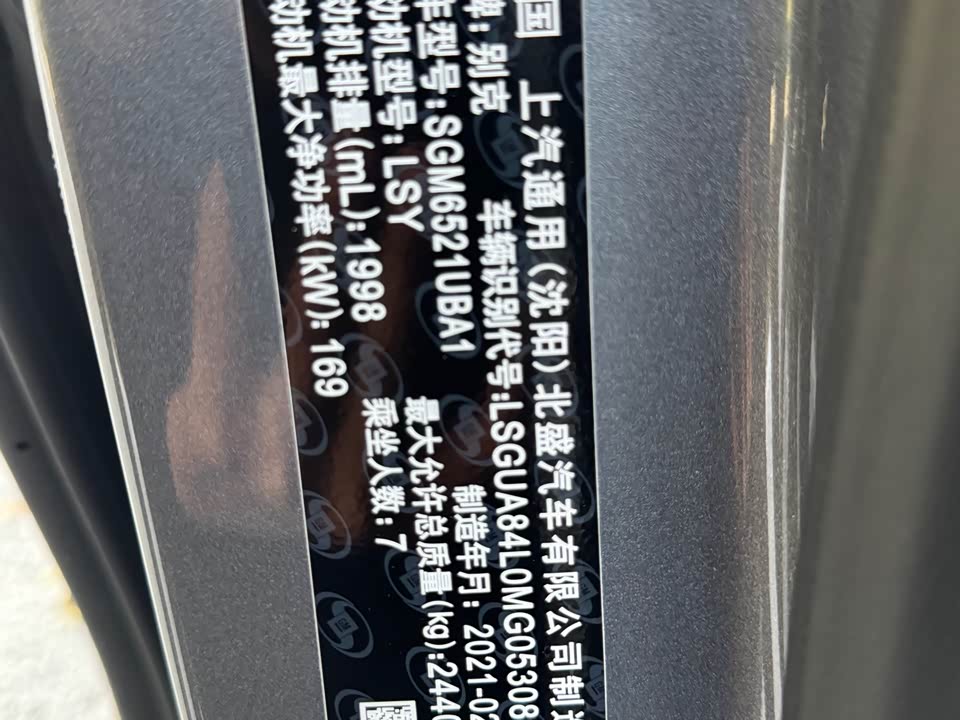 国 上汽通用(沈阳)北盛汽车有限公司制造
牌:别克 车辆识别代号:LSGUA84L0MG05308
车型号:SGM6521UBA1 制造年月:2021-02
动机型号:LSY 最大允许总质量(kg):2440
动机排量(mL):1998 乘坐人数:7
动机最大净功率(kW):169